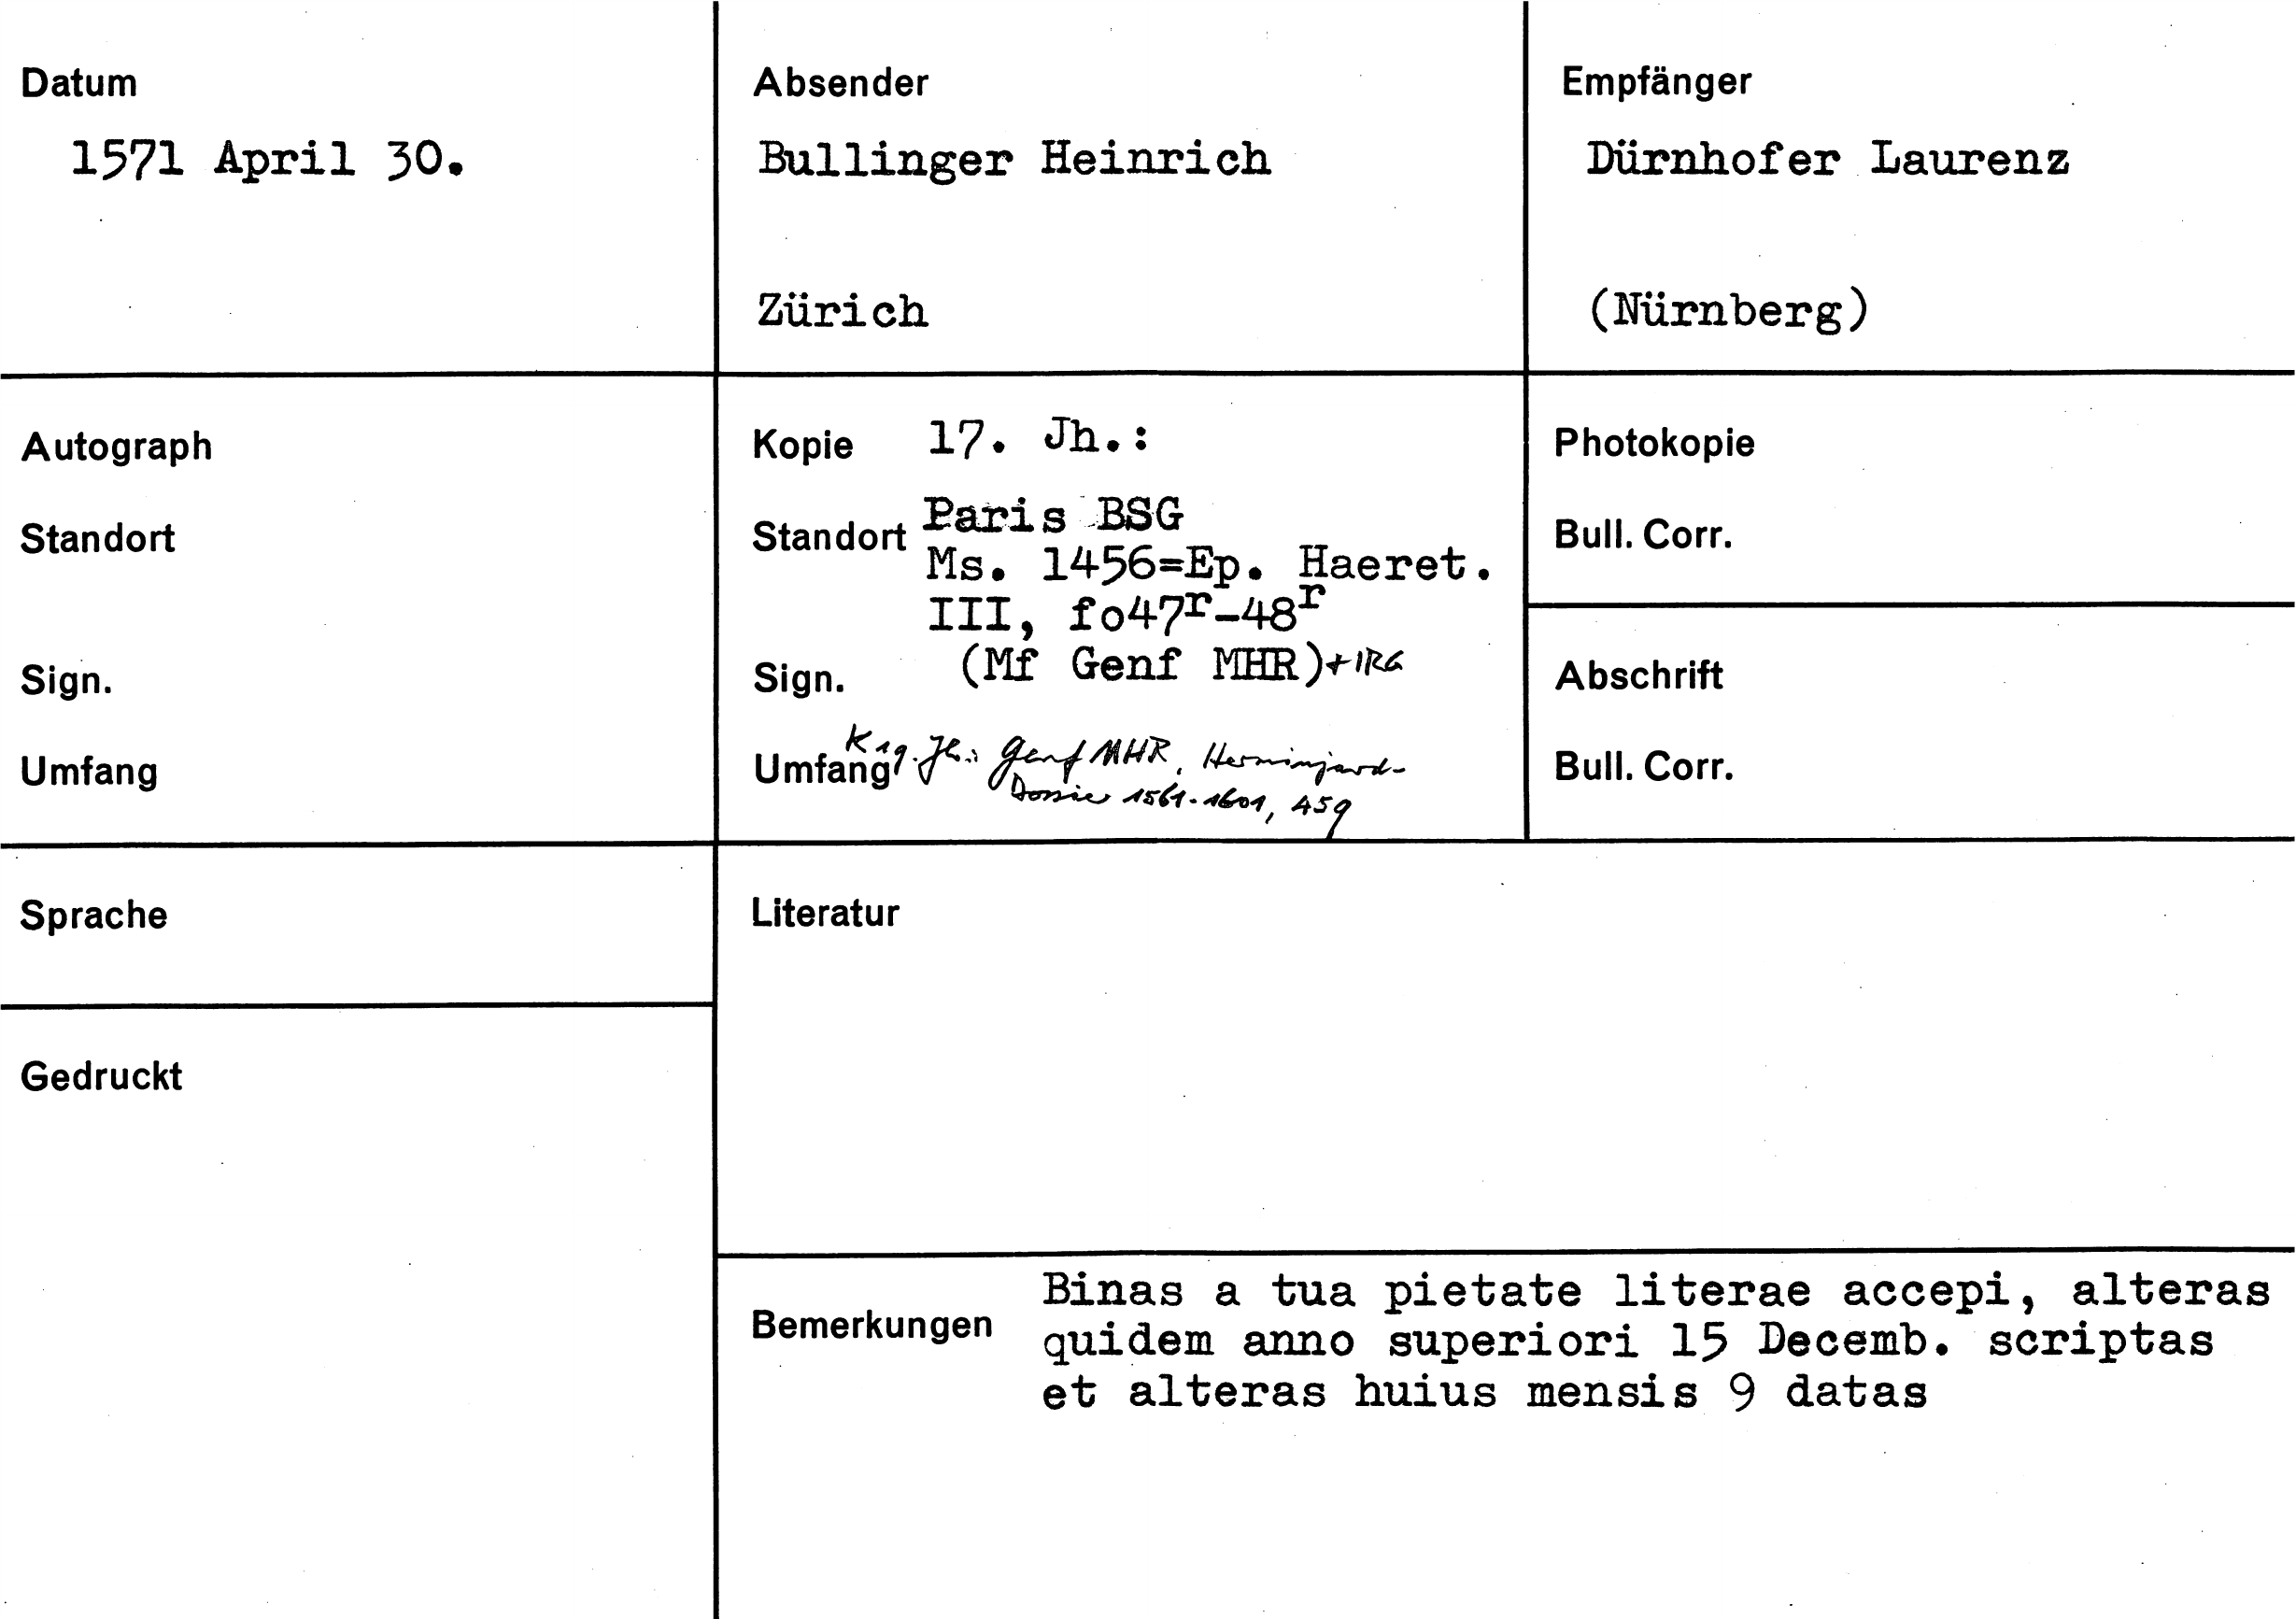 Datum
1571 April 30.
Absender
Bullinger Heinrich
Zürich
Empfänger
Dürnhofer Laurenz
(Nürnberg)
Autograph
Standort
Sign.
Umfang
Kopie 17. Jh.:
Standort Paris BSG
Ms. 1456=Ep. Haeret.
III, fo47r-48r
Sign. (Mf Genf MHR)+IRG
Umfang K 19. Jh.: Genf MHR, Herminjard-
Dossier 1561-1601, 459
Photokopie
Bull. Corr.
Abschrift
Bull. Corr.
Sprache
Literatur
Gedruckt
Bemerkungen
Binas a tua pietate literae accepi, alteras
quidem anno superiori 15 Decemb. scriptas
et alteras huius mensis 9 datas